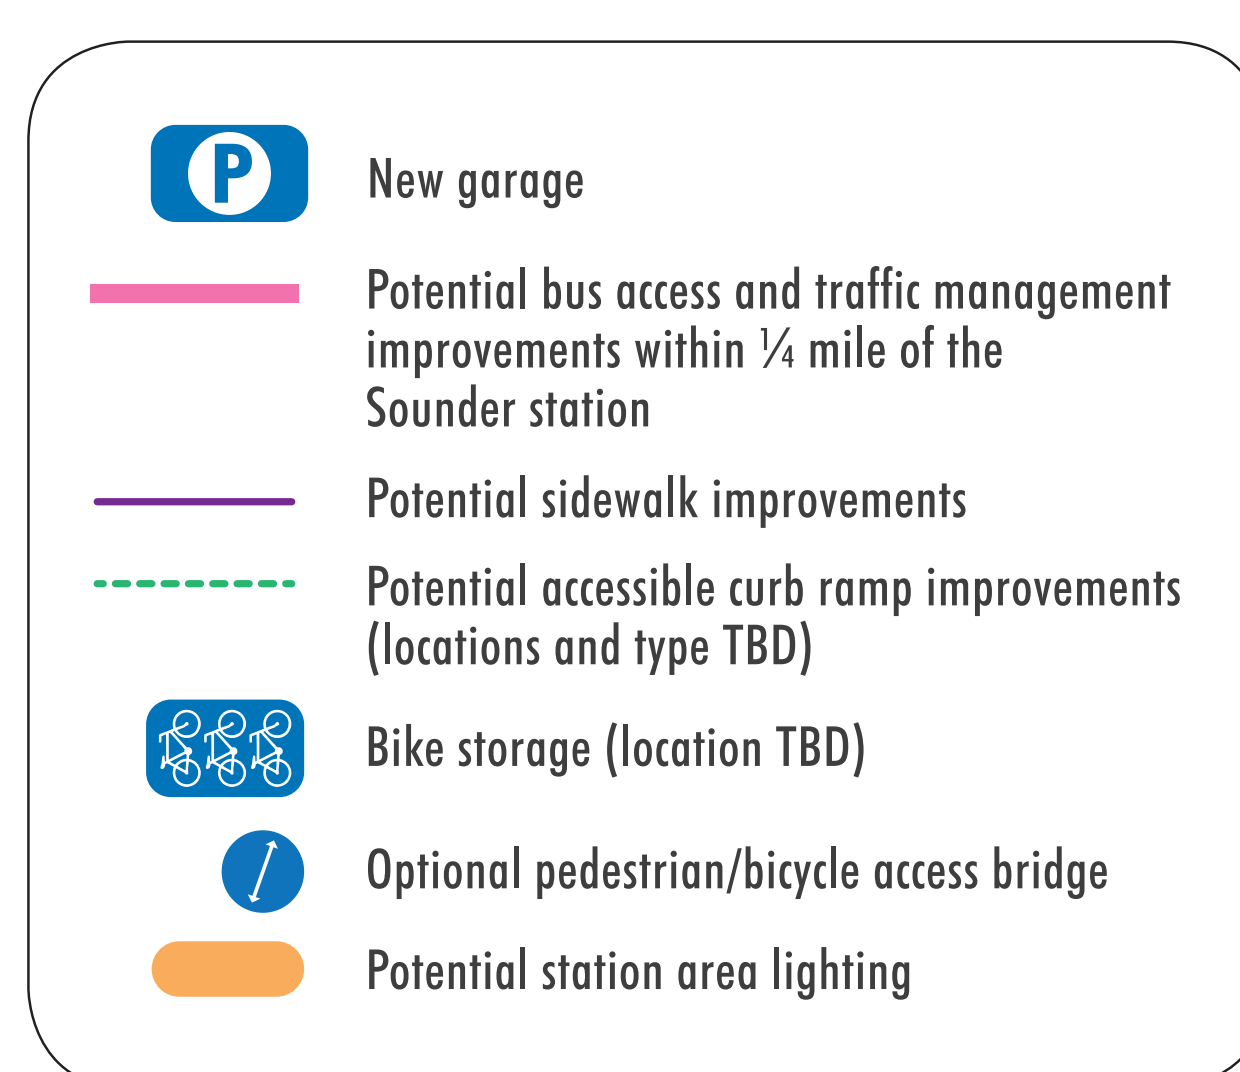 P
New garage
Potential bus access and traffic management
improvements within ¼ mile of the
Sounder station
Potential sidewalk improvements
Potential accessible curb ramp improvements
(locations and type TBD)
Bike storage (location TBD)
Optional pedestrian/bicycle access bridge
Potential station area lighting